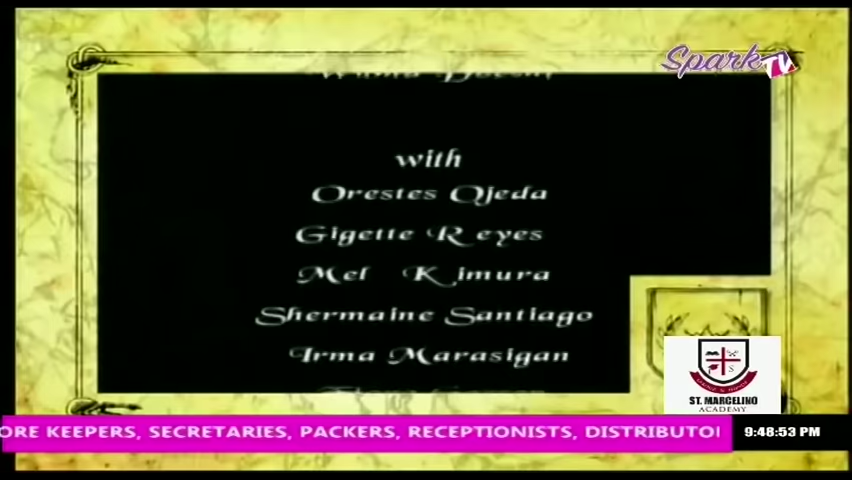 Spark TV
with
Orestes Ojeda
Gigette Reyes
Mel Kimura
Shermaine Santiago
Irma Marasigan
ST. MARCELINO
ACADEMY
ORE KEEPERS, SECRETARIES, PACKERS, RECEPTIONISTS, DISTRIBUTO
9:48:53 PM